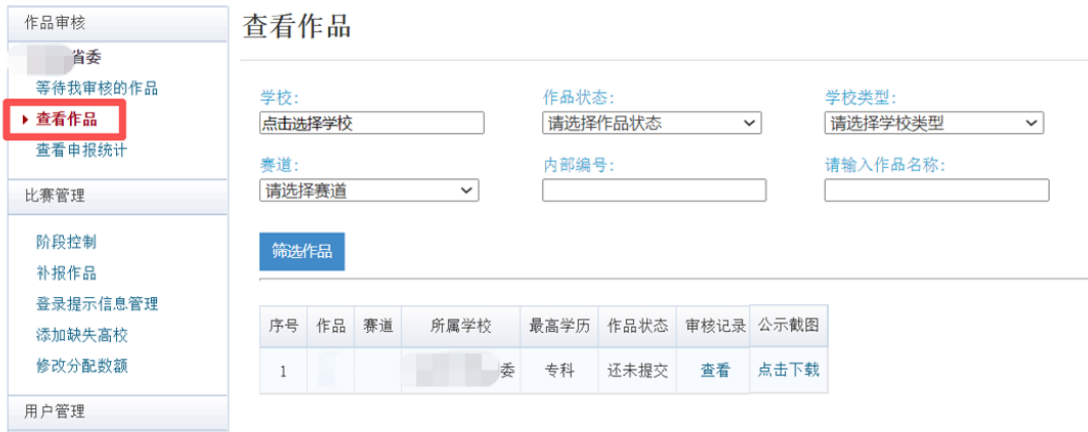 作品审核
省委
等待我审核的作品
查看作品
查看申报统计
比赛管理
阶段控制
补报作品
登录提示信息管理
添加缺失高校
修改分配数额
用户管理
查看作品
学校: 作品状态: 学校类型:
点击选择学校 请选择作品状态 请选择学校类型
赛道: 内部编号: 请输入作品名称:
请选择赛道
筛选作品
序号 作品 赛道 所属学校 最高学历 作品状态 审核记录 公示截图
1 委 专科 还未提交 查看 点击下载